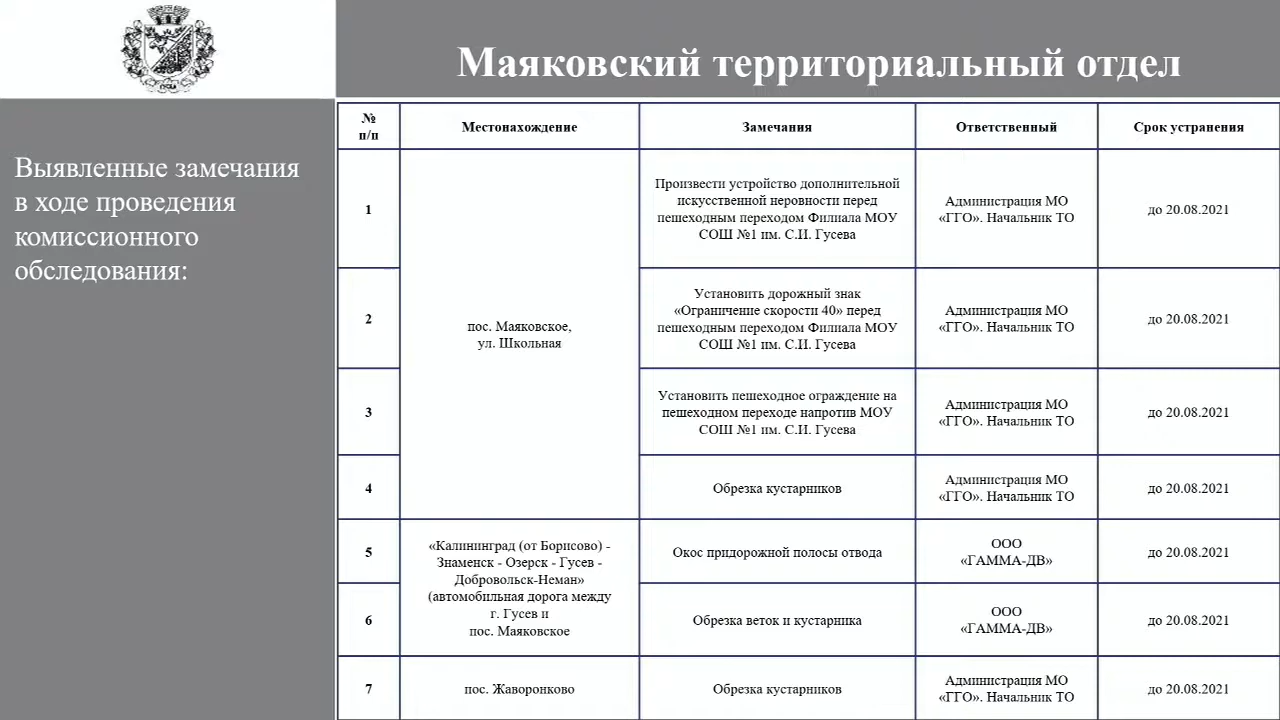 ГУСЕВ
Маяковский территориальный отдел
Выявленные замечания
в ходе проведения
комиссионного
обследования:
№
п/п
Местонахождение
Замечания
Ответственный
Срок устранения
1
пос. Маяковское,
ул. Школьная
Произвести устройство дополнительной
искусственной неровности перед
пешеходным переходом Филиала МОУ
СОШ №1 им. С.И. Гусева
Администрация МО
«ГГО». Начальник ТО
до 20.08.2021
2
Установить дорожный знак
«Ограничение скорости 40» перед
пешеходным переходом Филиала МОУ
СОШ №1 им. С.И. Гусева
Администрация МО
«ГГО». Начальник ТО
до 20.08.2021
3
Установить пешеходное ограждение на
пешеходном переходе напротив МОУ
СОШ №1 им. С.И. Гусева
Администрация МО
«ГГО». Начальник ТО
до 20.08.2021
4
Обрезка кустарников
Администрация МО
«ГГО». Начальник ТО
до 20.08.2021
5
«Калининград (от Борисово) -
Знаменск - Озерск - Гусев -
Добровольск-Неман»
(автомобильная дорога между
г. Гусев и
пос. Маяковское
Окос придорожной полосы отвода
ООО
«ГАММА-ДВ»
до 20.08.2021
6
Обрезка веток и кустарника
ООО
«ГАММА-ДВ»
до 20.08.2021
7
пос. Жаворонково
Обрезка кустарников
Администрация МО
«ГГО». Начальник ТО
до 20.08.2021